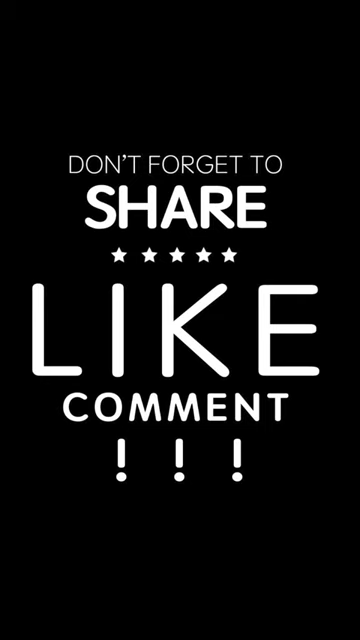 DON'T FORGET TO
SHARE
LIKE
COMMENT
! ! !